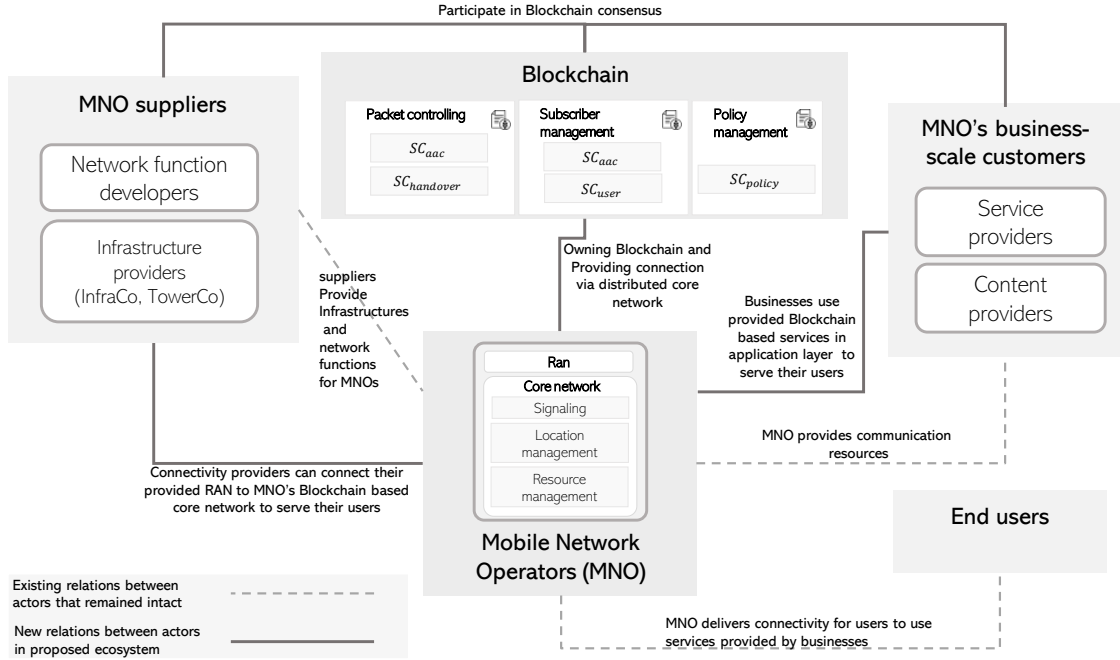 Participate in Blockchain consensus
MNO suppliers
Network function
developers
Infrastructure
providers
(InfraCo, TowerCo)
Blockchain
Packet controlling
SC_aac
SC_handover
Subscriber
management
SC_aac
SC_user
Policy
management
SC_policy
MNO's business-
scale customers
Service
providers
Content
providers
suppliers
Provide
Infrastructures
and
network
functions
for MNOs
Owning Blockchain and
Providing connection
via distributed core
network
Businesses use
provided Blockchain
based services in
application layer to
serve their users
Ran
Core network
Signaling
Location
management
Resource
management
Mobile Network
Operators (MNO)
MNO provides communication
resources
Connectivity providers can connect their
provided RAN to MNO's Blockchain based
core network to serve their users
End users
Existing relations between
actors that remained intact
New relations between actors
in proposed ecosystem
MNO delivers connectivity for users to use
services provided by businesses